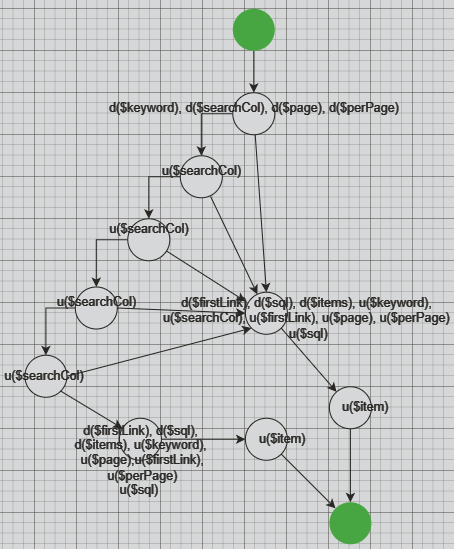 d($keyword), d($searchCol), d($page), d($perPage)
u($searchCol)
u($searchCol)
u($searchCol)
d($firstLink), d($sql), d($items), u($keyword),
u($searchCol), u($firstLink), u($page), u($perPage)
u($sql)
u($searchCol)
u($item)
d($firstLink), d($sql),
d($items), u($keyword),
u($page),u($firstLink),
u($perPage)
u($sql)
u($item)